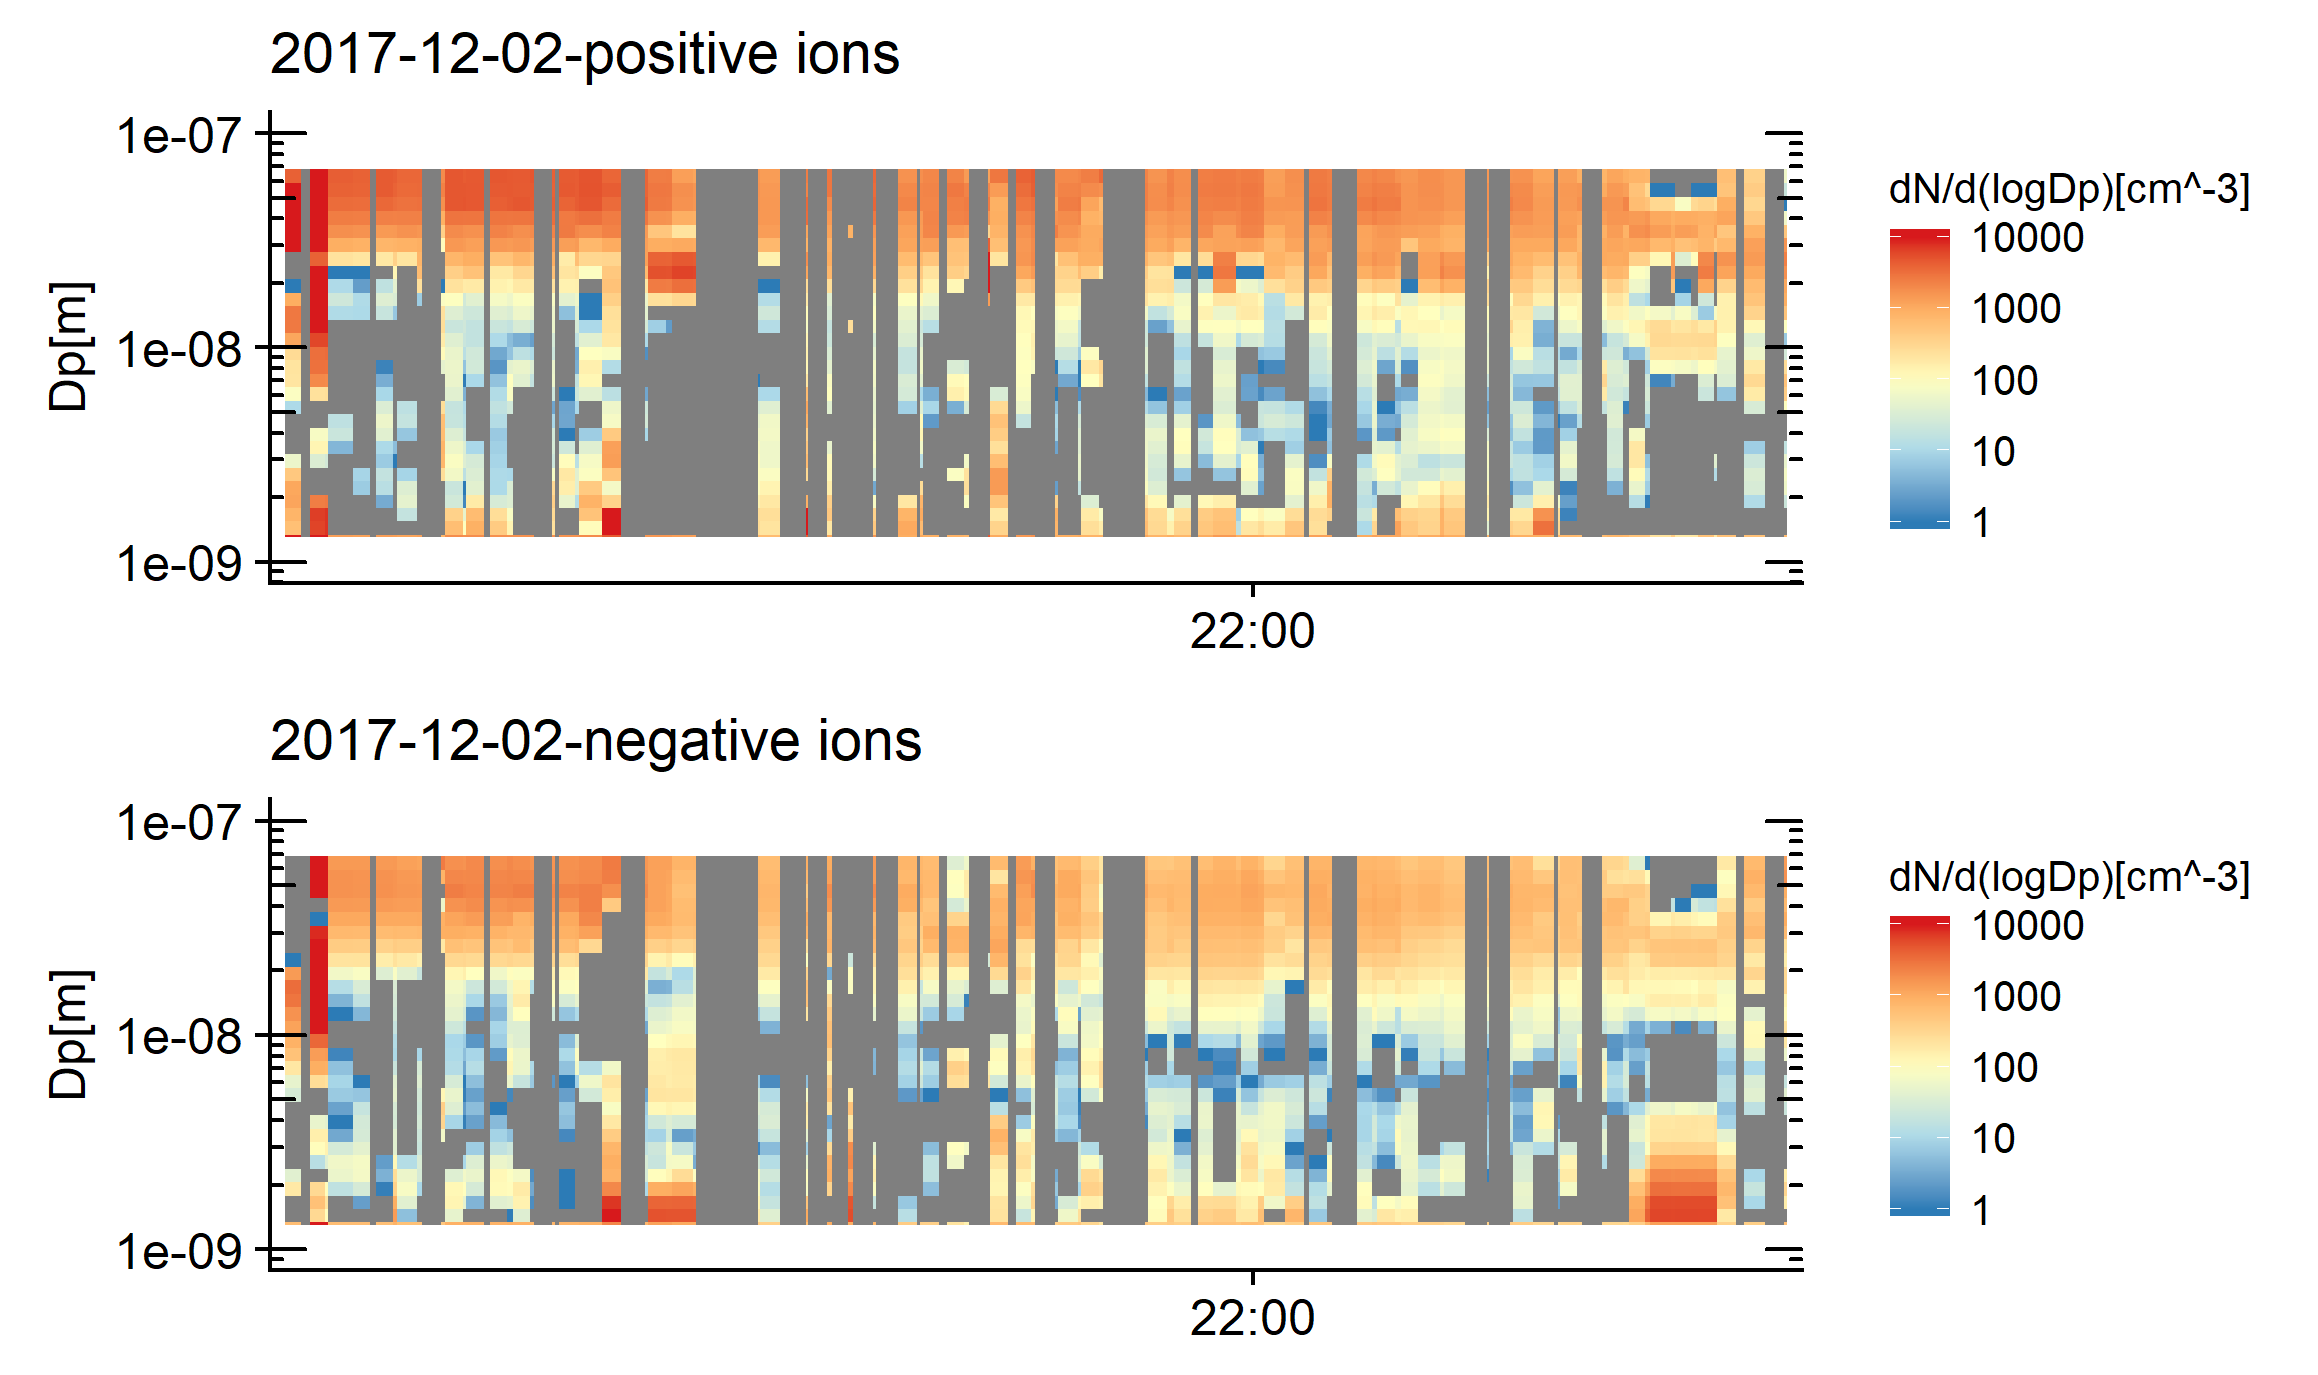 2017-12-02-positive ions
1e-07
1e-08
1e-09
Dp[m]
22:00
dN/d(logDp)[cm^-3]
10000
1000
100
10
1
2017-12-02-negative ions
1e-07
1e-08
1e-09
Dp[m]
22:00
dN/d(logDp)[cm^-3]
10000
1000
100
10
1